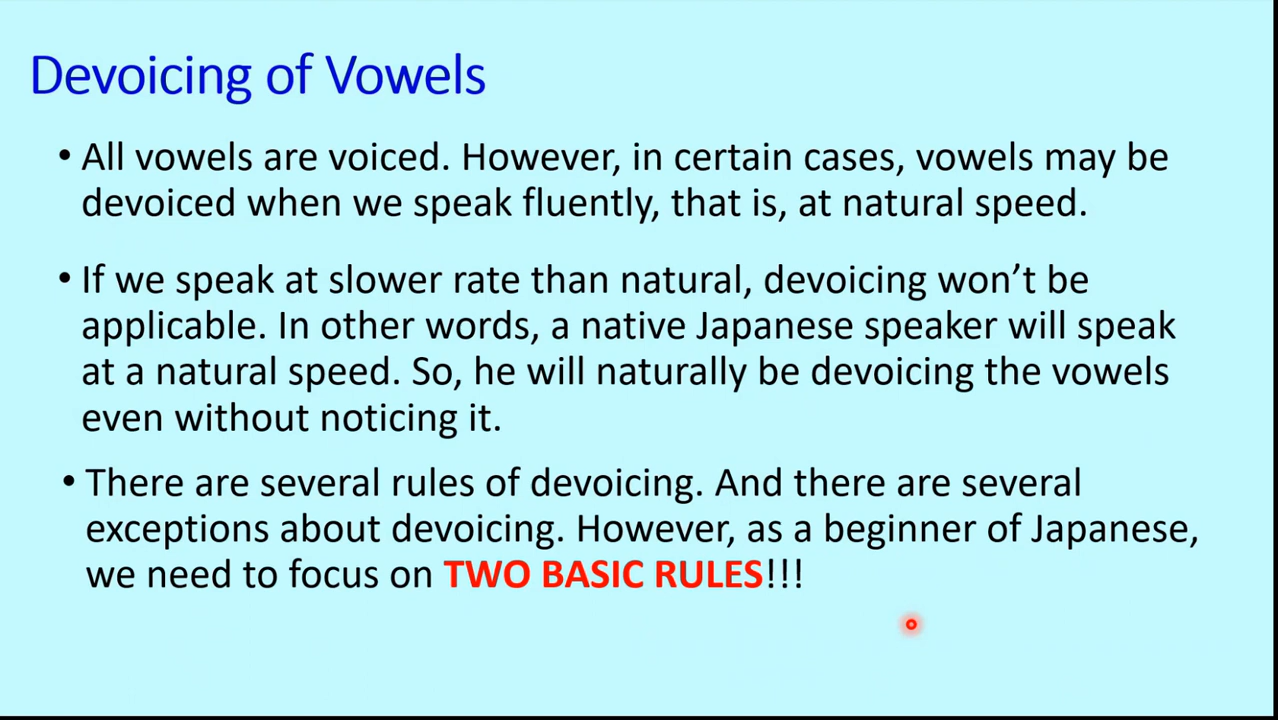 Devoicing of Vowels
• All vowels are voiced. However, in certain cases, vowels may be
devoiced when we speak fluently, that is, at natural speed.
• If we speak at slower rate than natural, devoicing won’t be
applicable. In other words, a native Japanese speaker will speak
at a natural speed. So, he will naturally be devoicing the vowels
even without noticing it.
• There are several rules of devoicing. And there are several
exceptions about devoicing. However, as a beginner of Japanese,
we need to focus on TWO BASIC RULES!!!